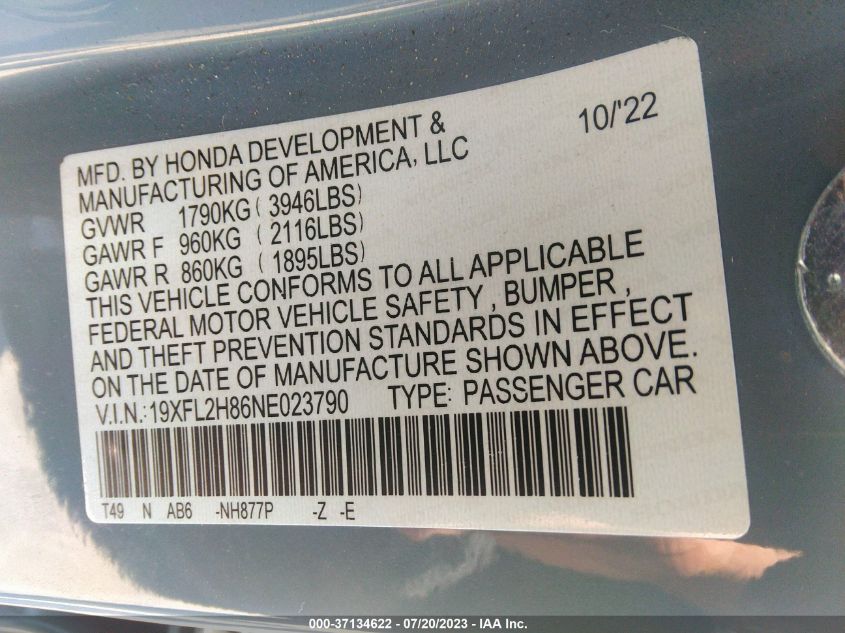 10/'22
MFD. BY HONDA DEVELOPMENT &
MANUFACTURING OF AMERICA, LLC
GVWR 1790KG ( 3946LBS )
GAWR F 960KG ( 2116LBS )
GAWR R 860KG ( 1895LBS )
THIS VEHICLE CONFORMS TO ALL APPLICABLE
FEDERAL MOTOR VEHICLE SAFETY , BUMPER ,
AND THEFT PREVENTION STANDARDS IN EFFECT
ON THE DATE OF MANUFACTURE SHOWN ABOVE.
V.I.N.:19XFL2H86NE023790 TYPE: PASSENGER CAR
T49 N AB6 -NH877P -Z -E
000-37134622 - 07/20/2023 - IAA Inc.